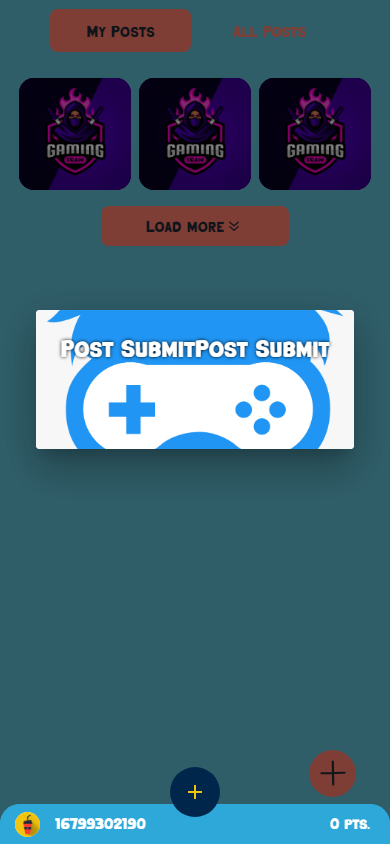 My Posts
All Posts
GAMING
TEAM
GAMING
TEAM
GAMING
TEAM
Load more
Post SubmitPost Submit
16799302190
0 pts.